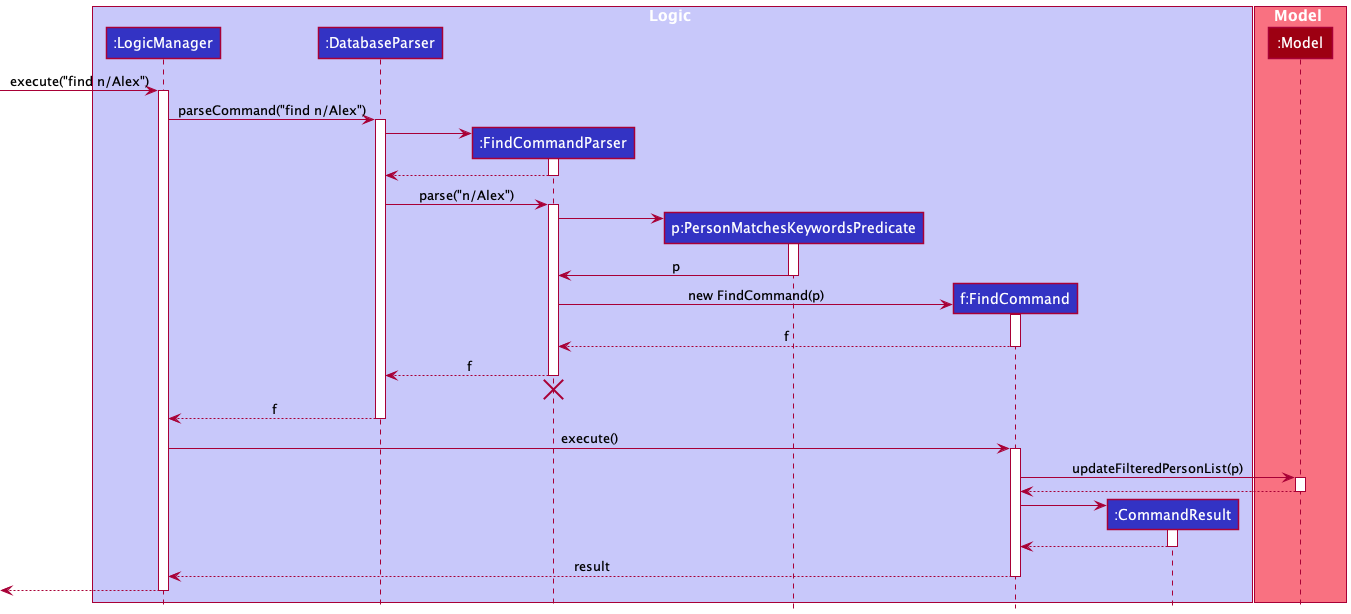 Logic
Model
:LogicManager
:DatabaseParser
:Model
execute("find n/Alex")
parseCommand("find n/Alex")
:FindCommandParser
parse("n/Alex")
p:PersonMatchesKeywordsPredicate
p
new FindCommand(p)
f:FindCommand
f
f
f
execute()
updateFilteredPersonList(p)
:CommandResult
result